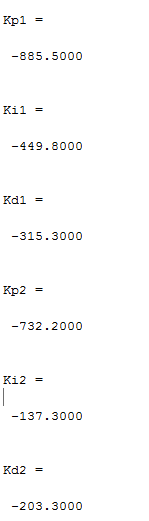 Kp1 =
-885.5000
Ki1 =
-449.8000
Kd1 =
-315.3000
Kp2 =
-732.2000
Ki2 =
-137.3000
Kd2 =
-203.3000